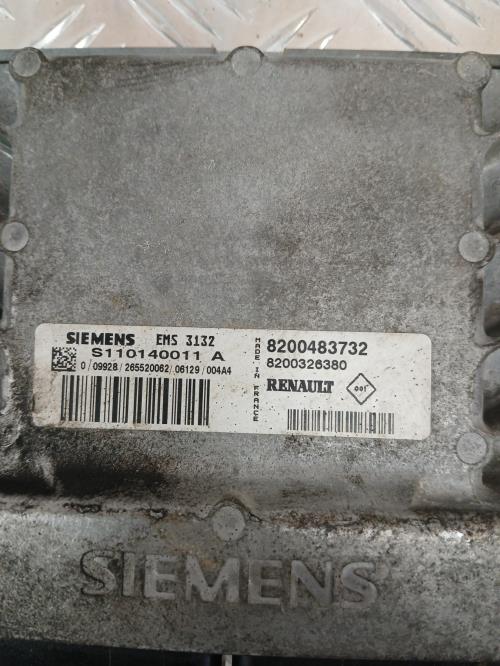 SIEMENS EMS 3132
S110140011 A
0 / 09928 / 265520062 / 06129 / 004A4
MADE IN FRANCE
8200483732
8200326380
RENAULT
SIEMENS